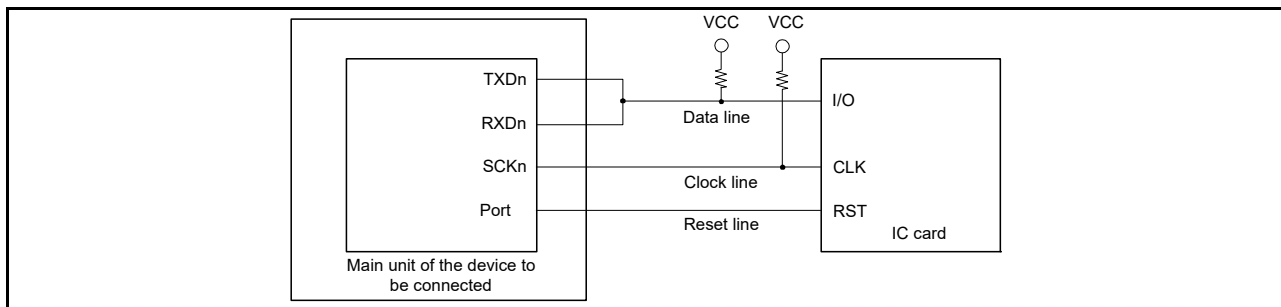 VCC VCC
TXDn
I/O
Data line
RXDn
SCKn
CLK
Clock line
Port
RST
Reset line
IC card
Main unit of the device to
be connected